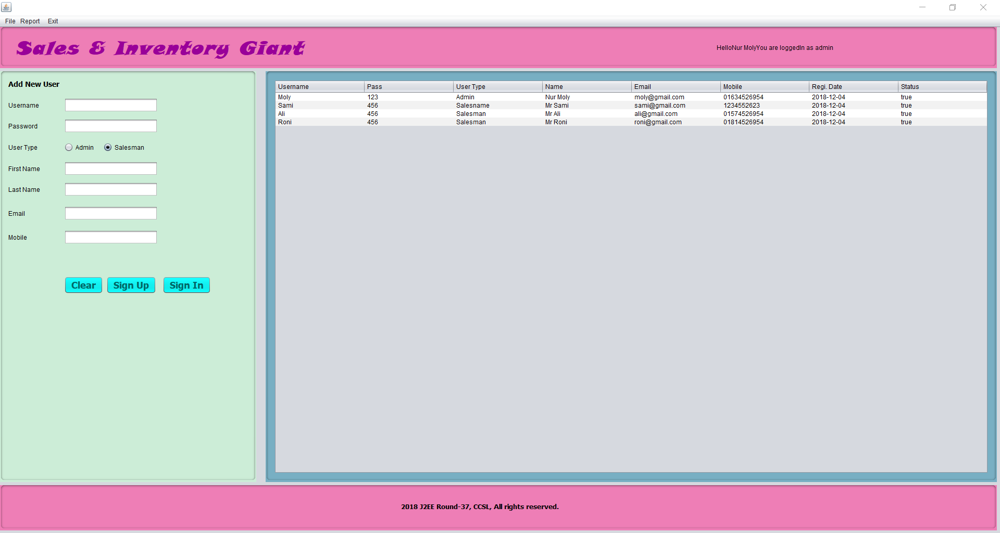 File Report Exit
Sales & Inventory Giant
HelloNur MolyYou are loggedIn as admin
Add New User
Username
Password
User Type Admin Salesman
First Name
Last Name
Email
Mobile
Clear Sign Up Sign In
Username Pass User Type Name Email Mobile Regi. Date Status
Moly 123 Admin Nur Moly moly@gmail.com 01634526954 2018-12-04 true
Sami 456 Salesname Mr Sami sami@gmail.com 1234552623 2018-12-04 true
Ali 456 Salesman Mr Ali ali@gmail.com 01574526954 2018-12-04 true
Roni 456 Salesman Mr Roni roni@gmail.com 01814526954 2018-12-04 true
2018 J2EE Round-37, CCSL, All rights reserved.